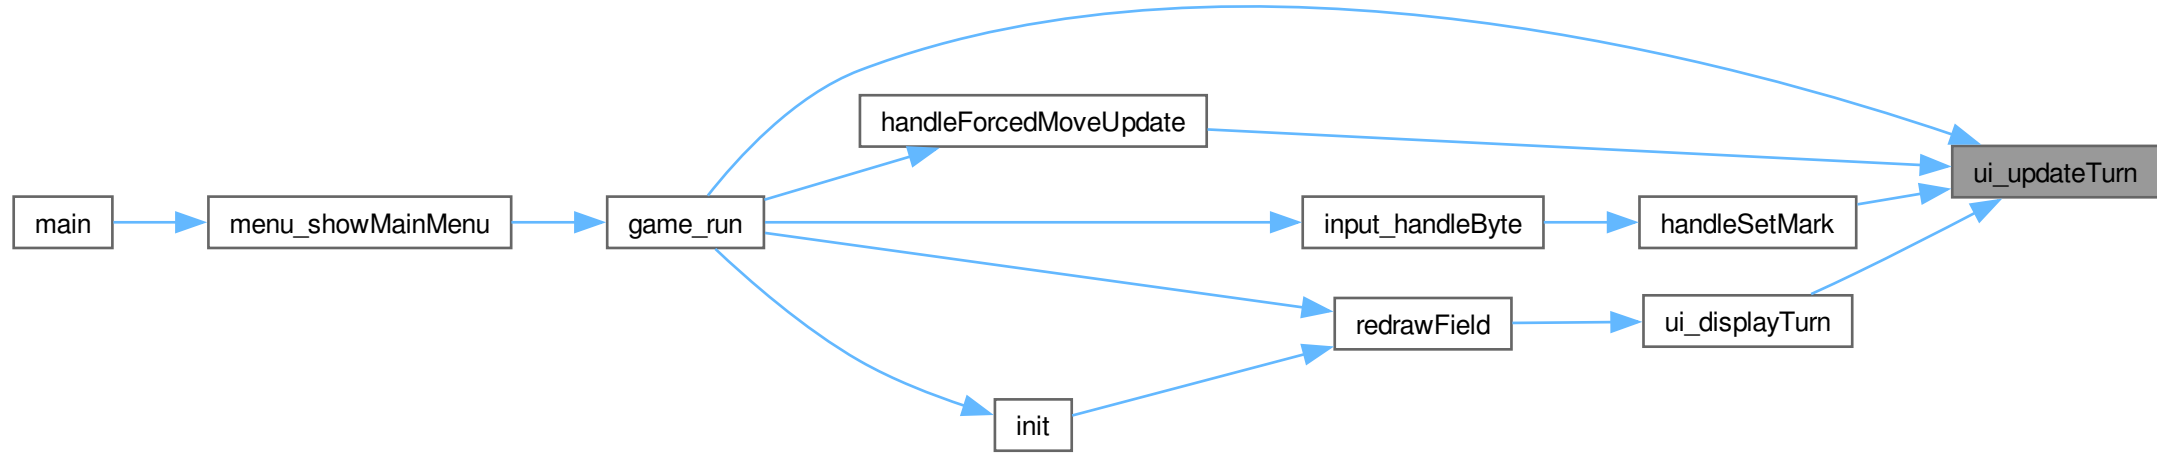 main
menu_showMainMenu
game_run
handleForcedMoveUpdate
input_handleByte
handleSetMark
redrawField
ui_displayTurn
init
ui_updateTurn